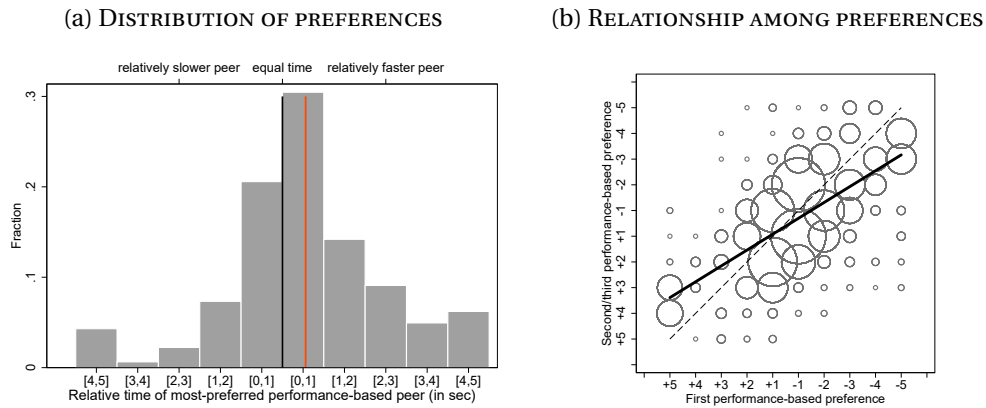 (a) DISTRIBUTION OF PREFERENCES
relatively slower peer equal time relatively faster peer
.3
.2
.1
0
Fraction
[4,5] [3,4] [2,3] [1,2] [0,1] [0,1] [1,2] [2,3] [3,4] [4,5]
Relative time of most-preferred performance-based peer (in sec)
(b) RELATIONSHIP AMONG PREFERENCES
Second/third performance-based preference
-5
-4
-3
-2
-1
+1
+2
+3
+4
+5
+5 +4 +3 +2 +1 -1 -2 -3 -4 -5
First performance-based preference